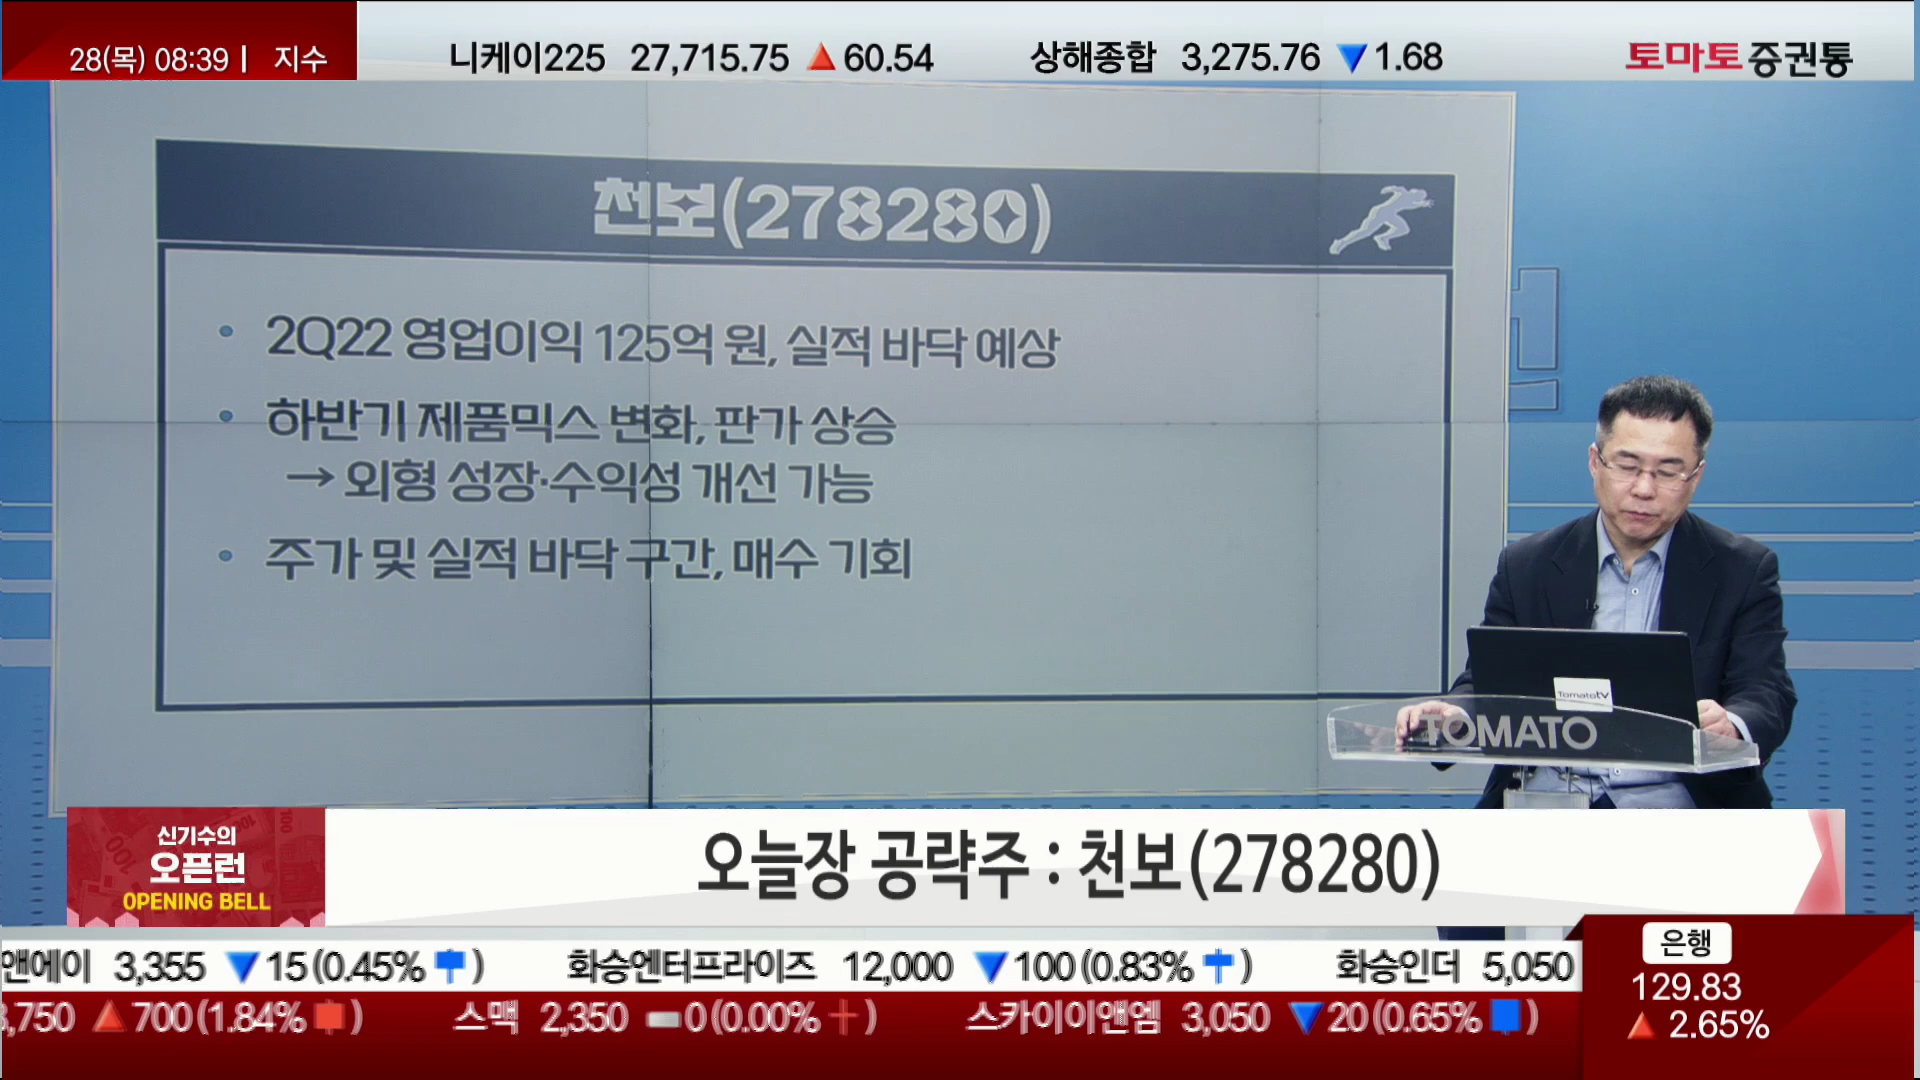 28(목) 08:39 지수
니케이225 27,715.75 ▲ 60.54
상해종합 3,275.76 ▼ 1.68
토마토증권통
천보(278280)
• 2Q22 영업이익 125억 원, 실적 바닥 예상
• 하반기 제품믹스 변화, 판가 상승
→ 외형 성장·수익성 개선 가능
• 주가 및 실적 바닥 구간, 매수 기회
TomatoTV
TOMATO
신기수의
오픈런
OPENING BELL
오늘장 공략주 : 천보(278280)
앤에이 3,355 ▼15(0.45% ) 화승엔터프라이즈 12,000 ▼100(0.83% ) 화승인더 5,050
,750 ▲700(1.84% ) 스맥 2,350 0(0.00% ) 스카이이앤엠 3,050 ▼20(0.65% )
은행
129.83
▲ 2.65%